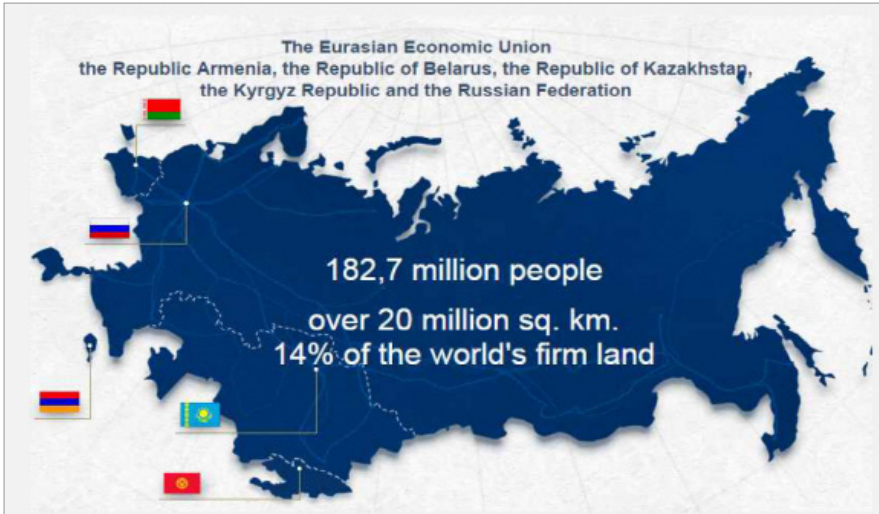 The Eurasian Economic Union
the Republic Armenia, the Republic of Belarus, the Republic of Kazakhstan,
the Kyrgyz Republic and the Russian Federation
182,7 million people
over 20 million sq. km.
14% of the world's firm land